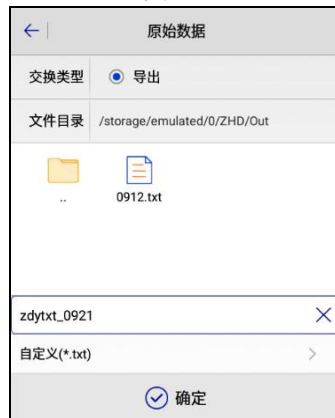 原始数据
交换类型 导出
文件目录 /storage/emulated/0/ZHD/Out
.. 0912.txt
zdytxt_0921
自定义(*.txt)
确定